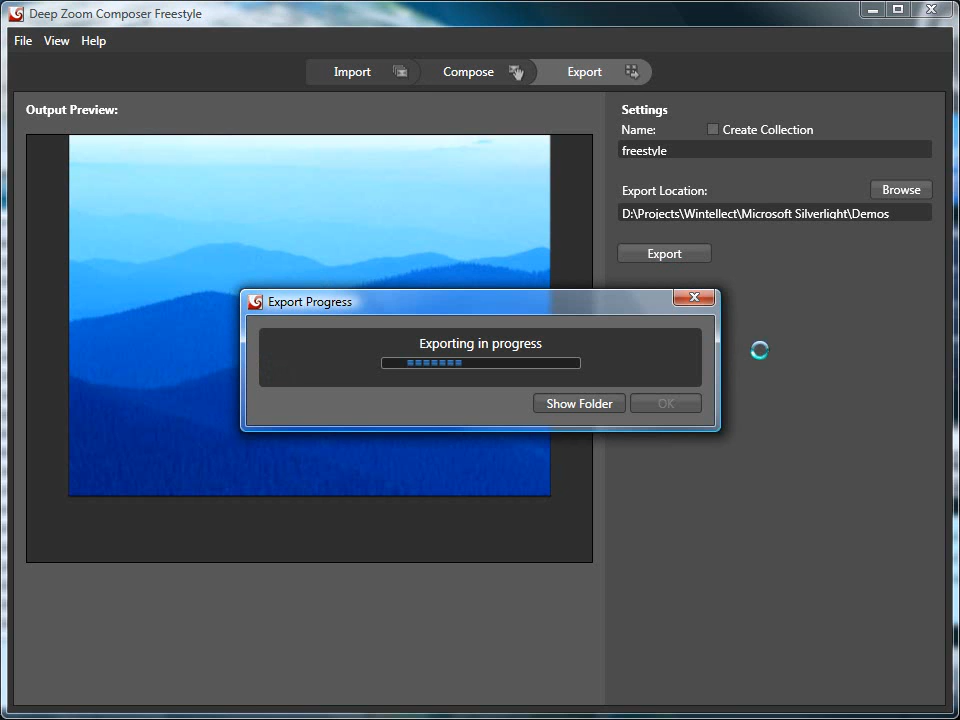 Deep Zoom Composer Freestyle
File View Help
Import Compose Export
Output Preview:
Settings
Name: Create Collection
freestyle
Export Location: Browse
D:\Projects\Wintellect\Microsoft Silverlight\Demos
Export
Export Progress
Exporting in progress
Show Folder OK